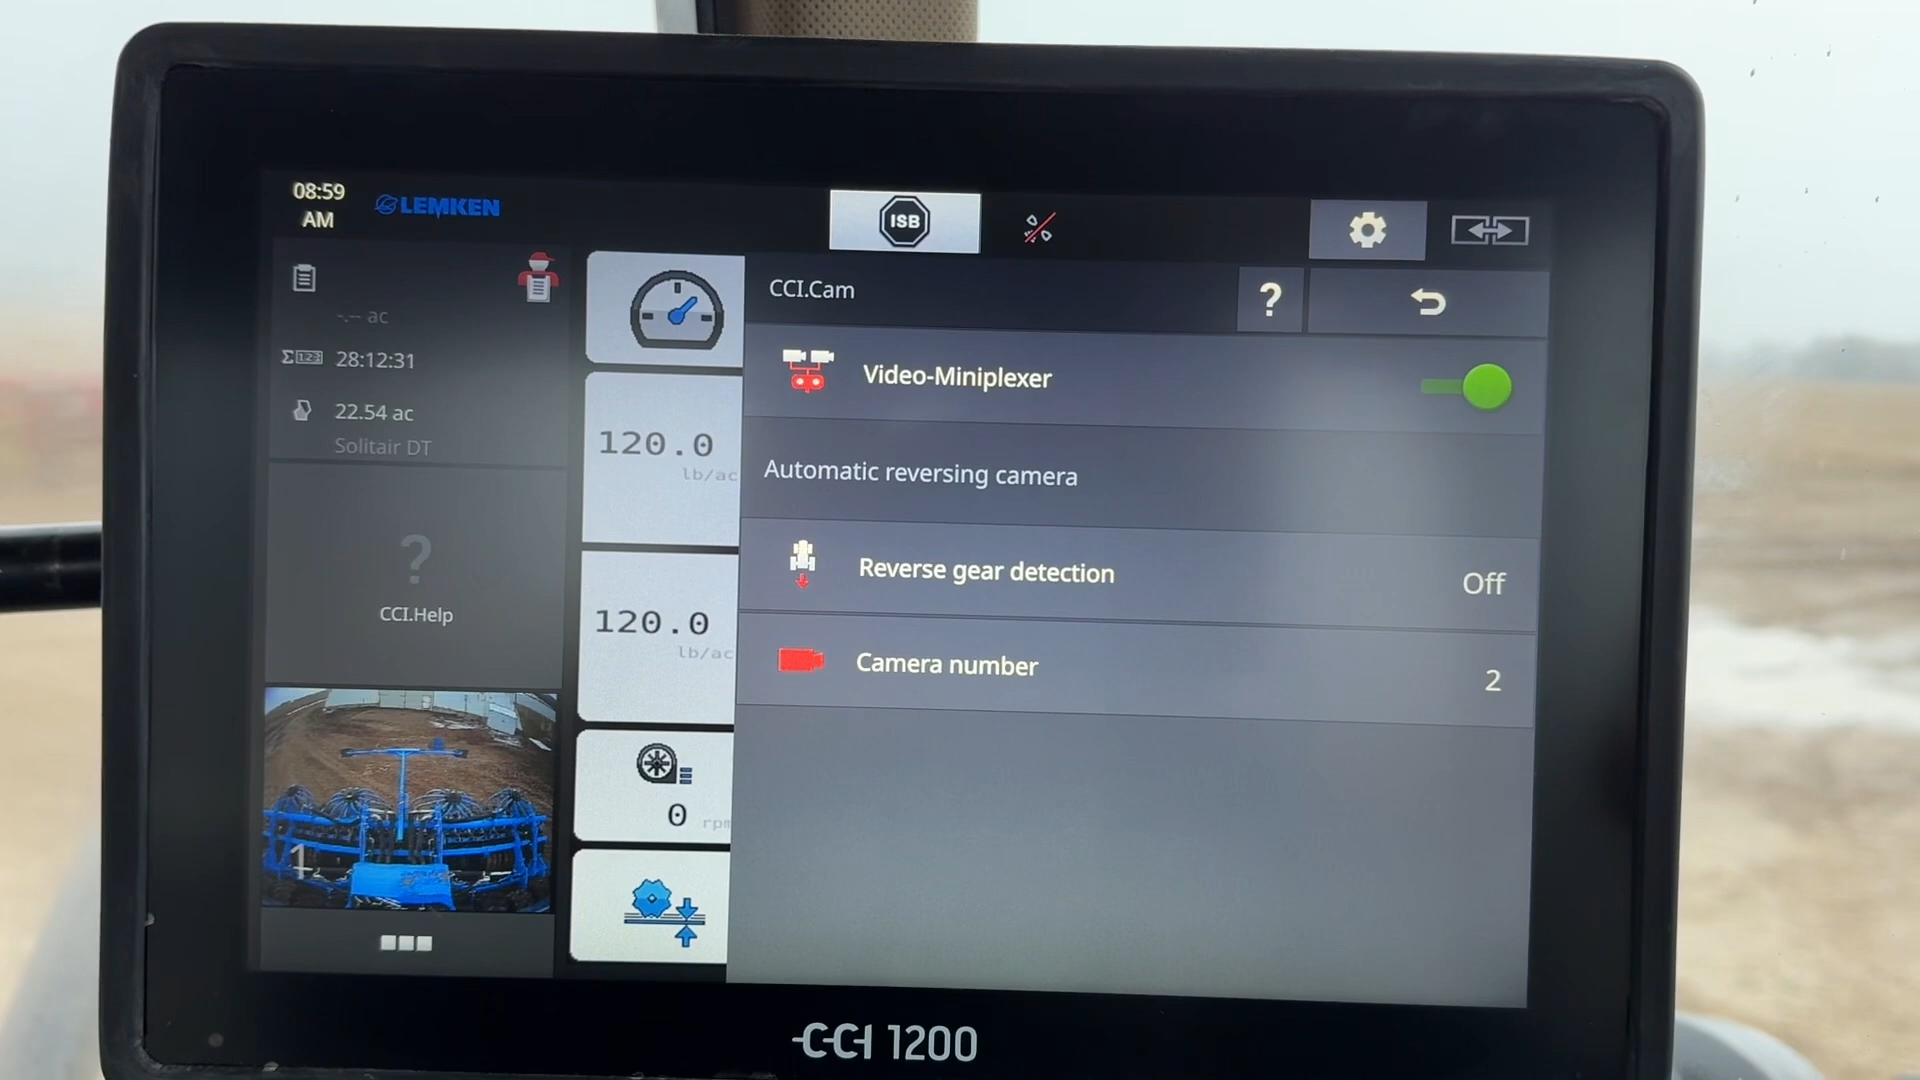 08:59
AM
LEMKEN
ISB
CCI.Cam
?
-.-- ac
Σ123
28:12:31
22.54 ac
Solitair DT
Video-Miniplexer
120.0
lb/ac
Automatic reversing camera
?
CCI.Help
Reverse gear detection
Off
120.0
lb/ac
Camera number
2
0 rpm
1
CCI 1200